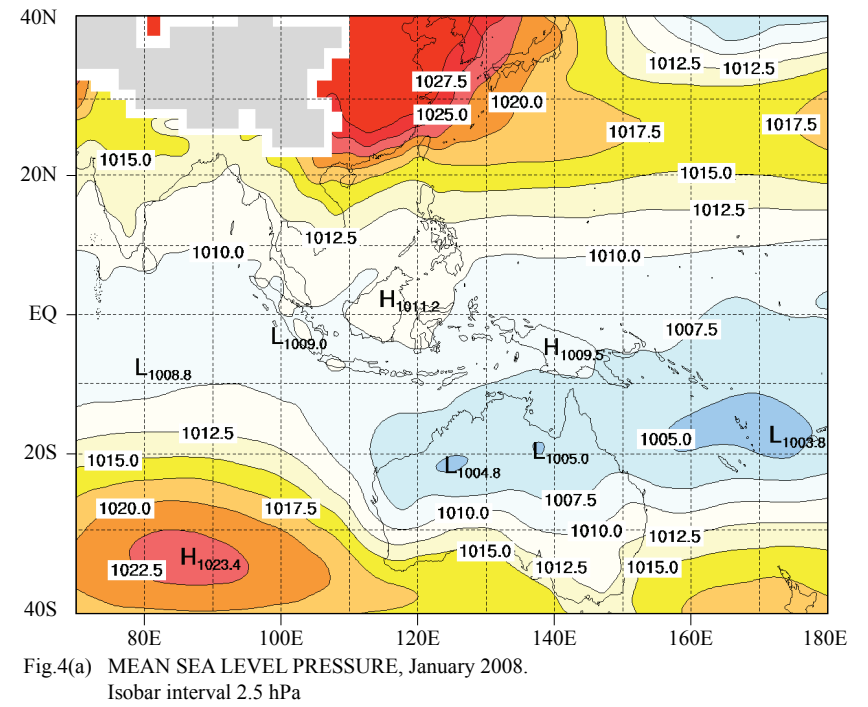 40N
1012.5 1012.5
1027.5
1020.0
1025.0
1017.5 1017.5
1015.0
20N 1015.0
1012.5
1012.5
1010.0 1010.0
H1011.2
EQ
1007.5
L1009.0
H1009.5
L1008.8
1012.5 1005.0 L1003.8
20S
1015.0 L1004.8 L1005.0
1020.0 1017.5 1007.5
1010.0
1010.0 1012.5
1015.0
H1023.4
1022.5 1012.5 1015.0
40S
80E 100E 120E 140E 160E 180E
Fig.4(a) MEAN SEA LEVEL PRESSURE, January 2008.
Isobar interval 2.5 hPa